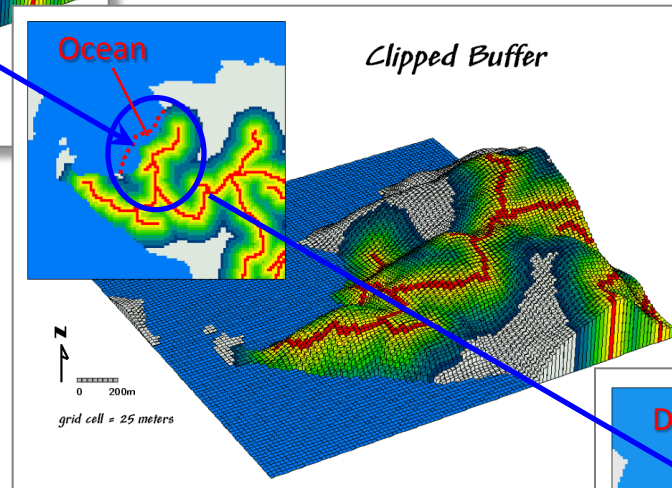 Ocean
Clipped Buffer
N
0 200m
grid cell = 25 meters
D